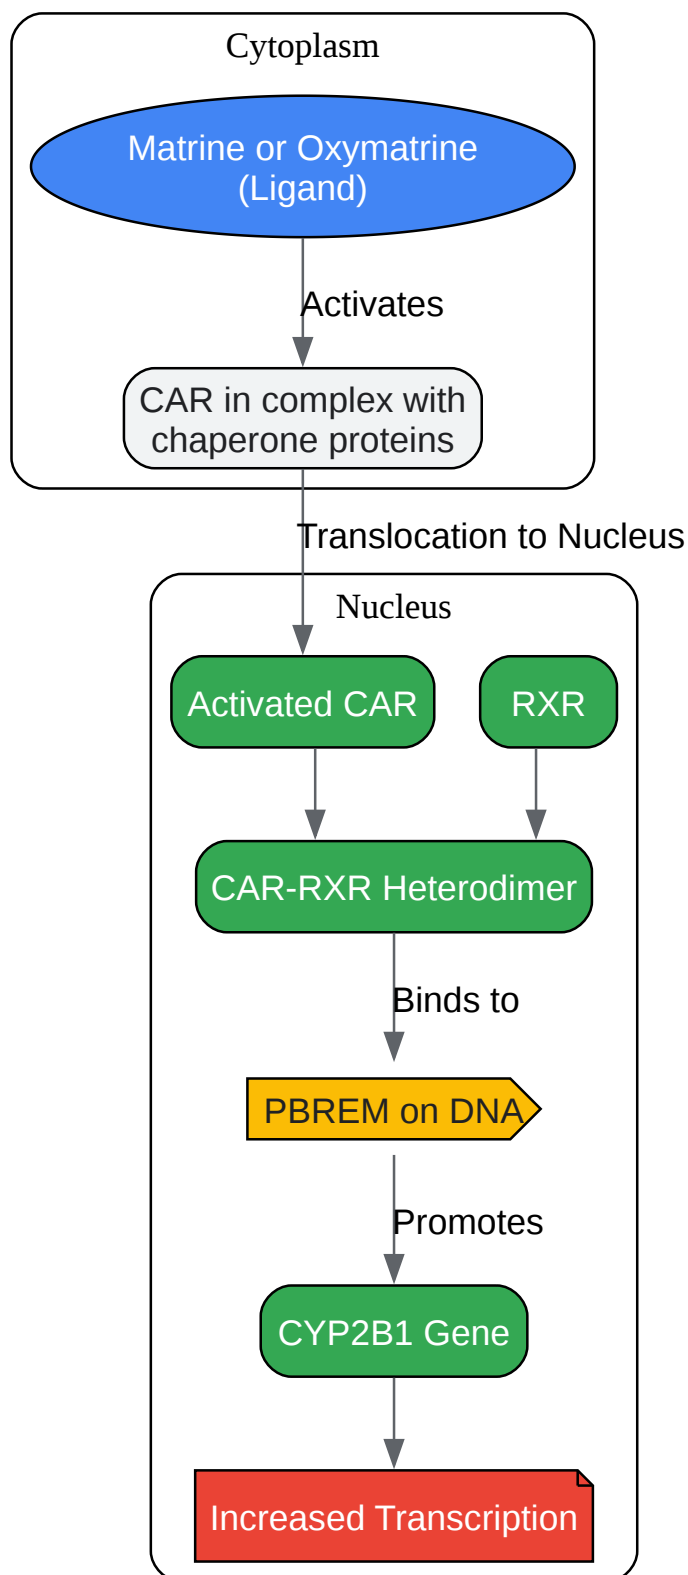 Cytoplasm
Matrine or Oxymatrine
(Ligand)
Activates
CAR in complex with
chaperone proteins
Translocation to Nucleus
Nucleus
Activated CAR
RXR
CAR-RXR Heterodimer
Binds to
PBREM on DNA
Promotes
CYP2B1 Gene
Increased Transcription